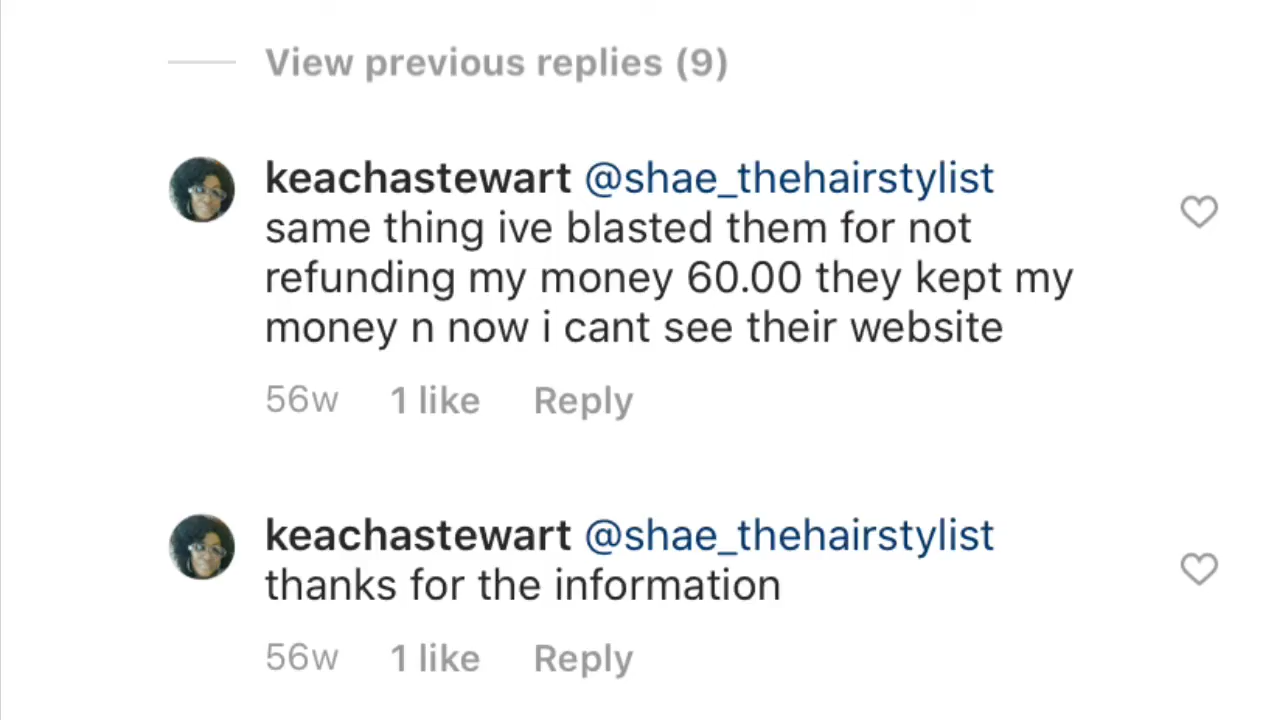 View previous replies (9)
keachastewart @shae_thehairstylist
same thing ive blasted them for not
refunding my money 60.00 they kept my
money n now i cant see their website
56w 1 like Reply
keachastewart @shae_thehairstylist
thanks for the information
56w 1 like Reply